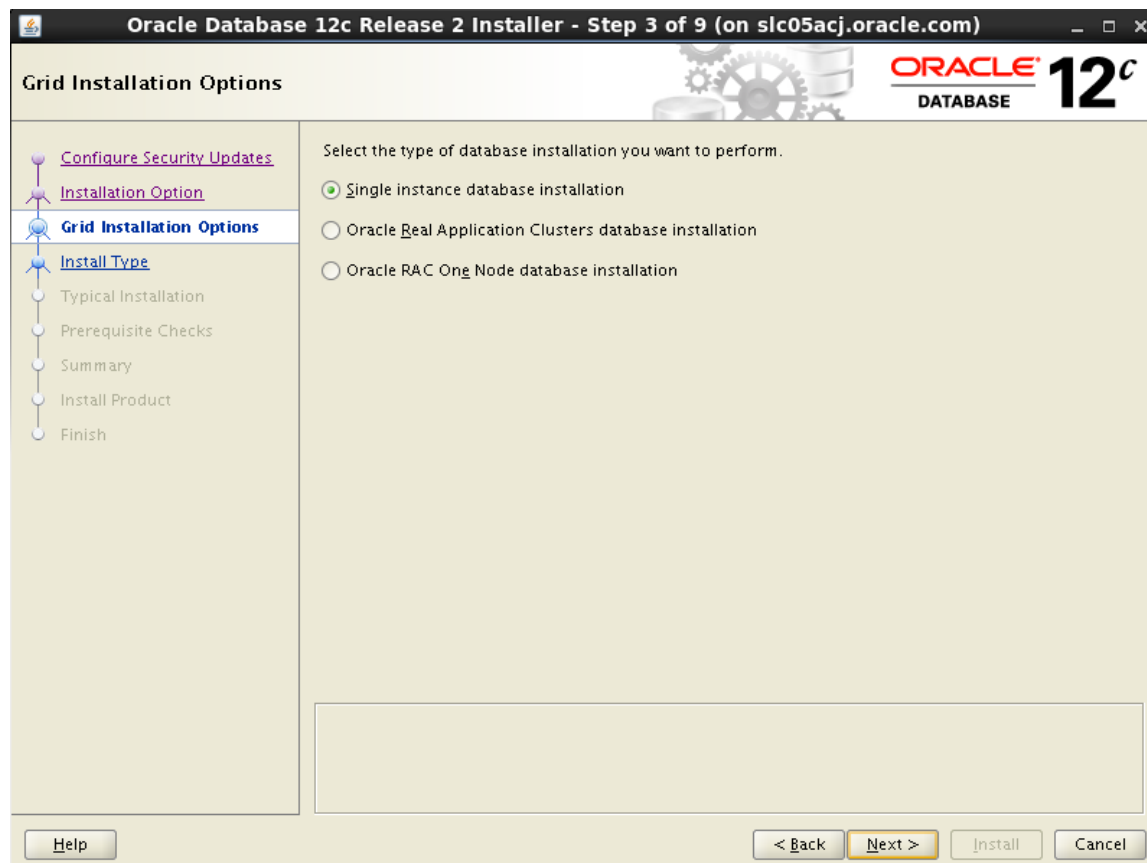 Oracle Database 12c Release 2 Installer - Step 3 of 9 (on slc05acj.oracle.com)
Grid Installation Options
ORACLE DATABASE 12c
Configure Security Updates
Installation Option
Grid Installation Options
Install Type
Typical Installation
Prerequisite Checks
Summary
Install Product
Finish
Select the type of database installation you want to perform.
Single instance database installation
Oracle Real Application Clusters database installation
Oracle RAC One Node database installation
Help
< Back
Next >
Install
Cancel